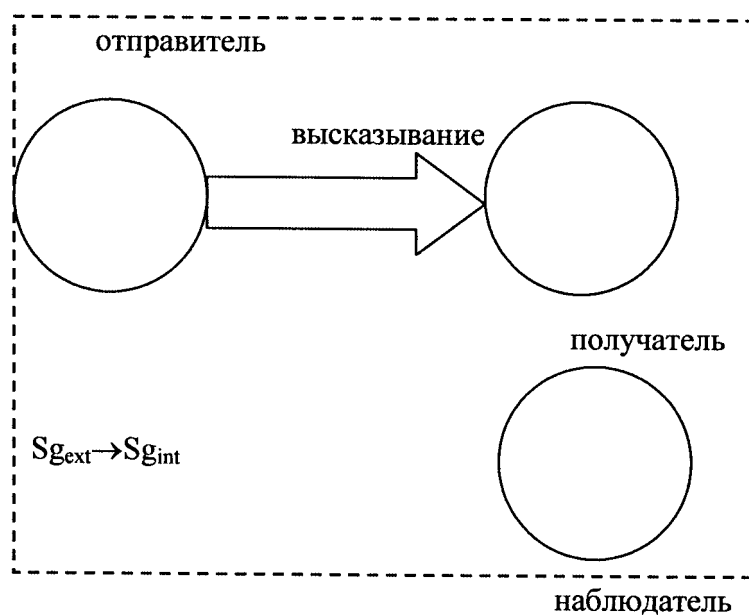 отправитель
высказывание
получатель
Sgext→Sgint
наблюдатель